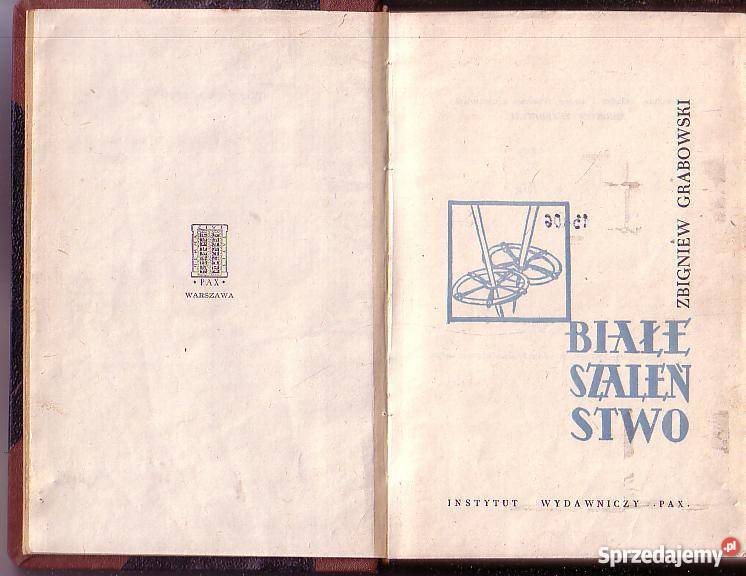 · PAX ·
WARSZAWA
ZBIGNIEW GRABOWSKI
BIAŁE
SZALEŃ
STWO
INSTYTUT WYDAWNICZY ·PAX·
Sprzedajemy.pl